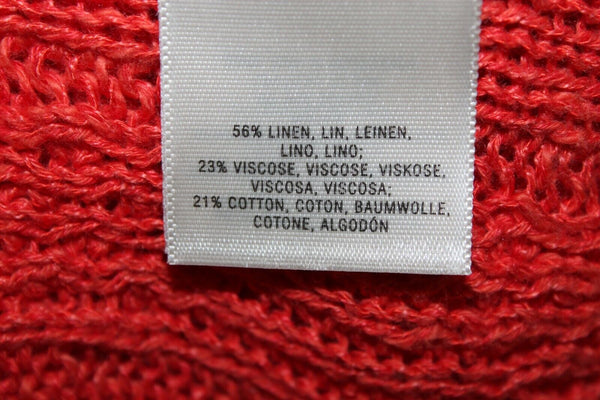 56% LINEN, LIN, LEINEN,
LINO, LINO;
23% VISCOSE, VISCOSE, VISKOSE,
VISCOSA, VISCOSA;
21% COTTON, COTON, BAUMWOLLE,
COTONE, ALGODÓN